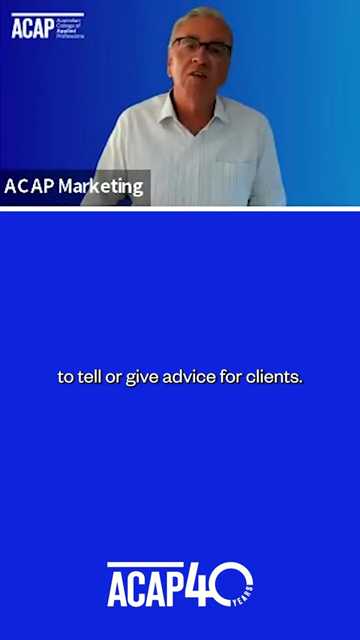 ACAP
Australian
College of
Applied
Professions
ACAP Marketing
to tell or give advice for clients.
ACAP40
YEARS